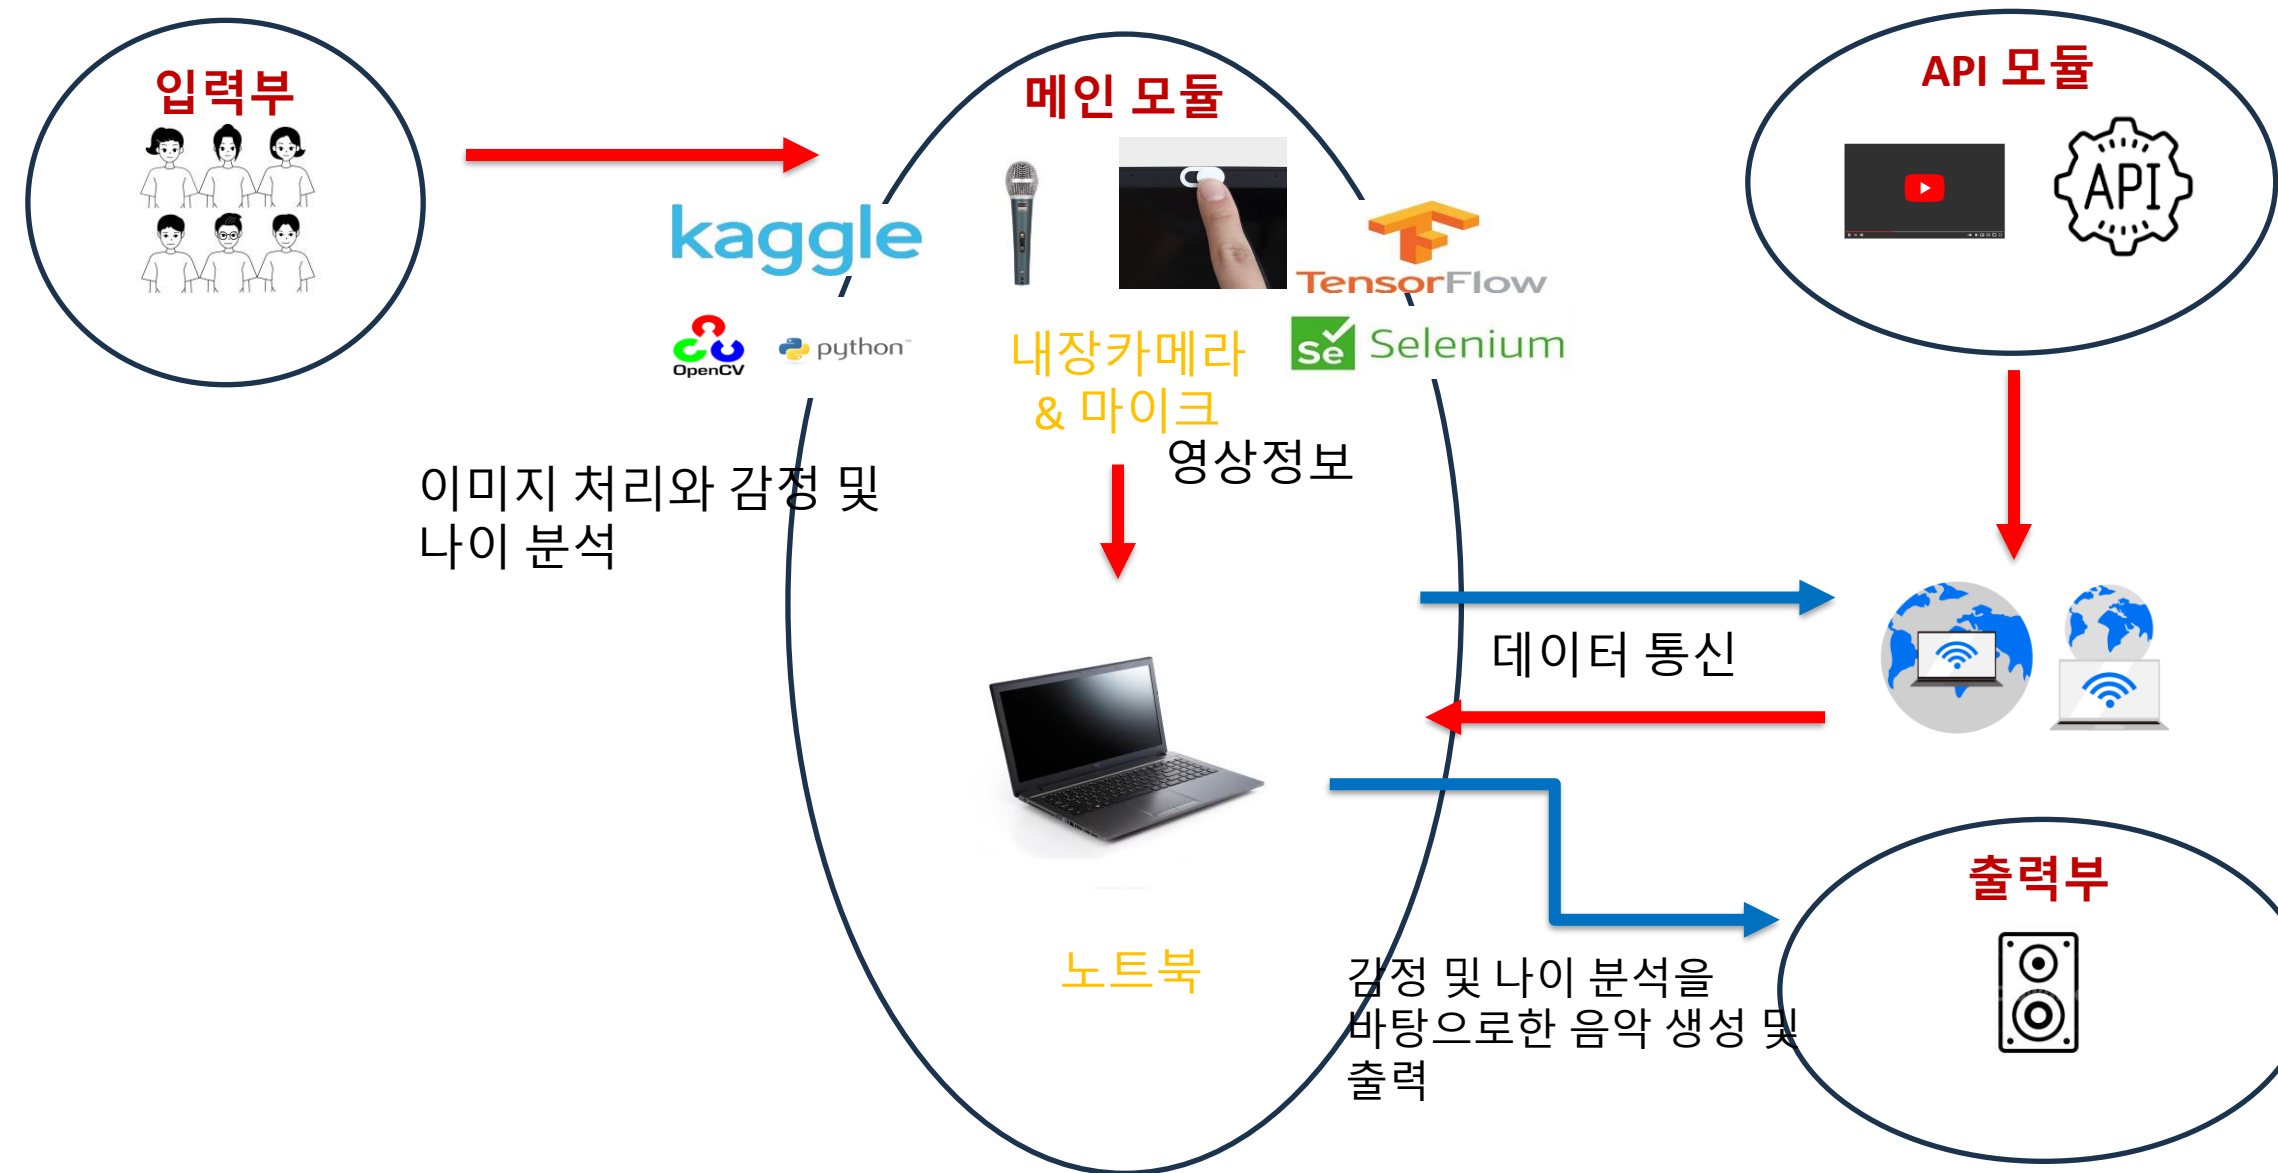 입력부
메인 모듈
API 모듈
API
kaggle
TensorFlow
OpenCV
python™
내장카메라
& 마이크
Se Selenium
영상정보
이미지 처리와 감정 및
나이 분석
데이터 통신
노트북
출력부
감정 및 나이 분석을
바탕으로한 음악 생성 및
출력